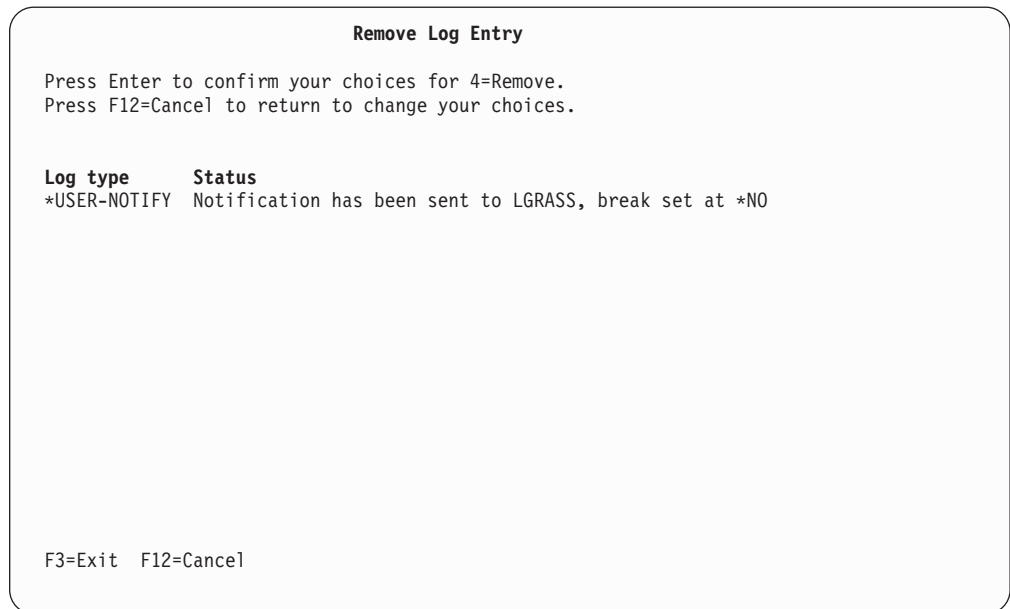 Remove Log Entry
Press Enter to confirm your choices for 4=Remove.
Press F12=Cancel to return to change your choices.
Log type Status
*USER-NOTIFY Notification has been sent to LGRASS, break set at *NO
F3=Exit F12=Cancel